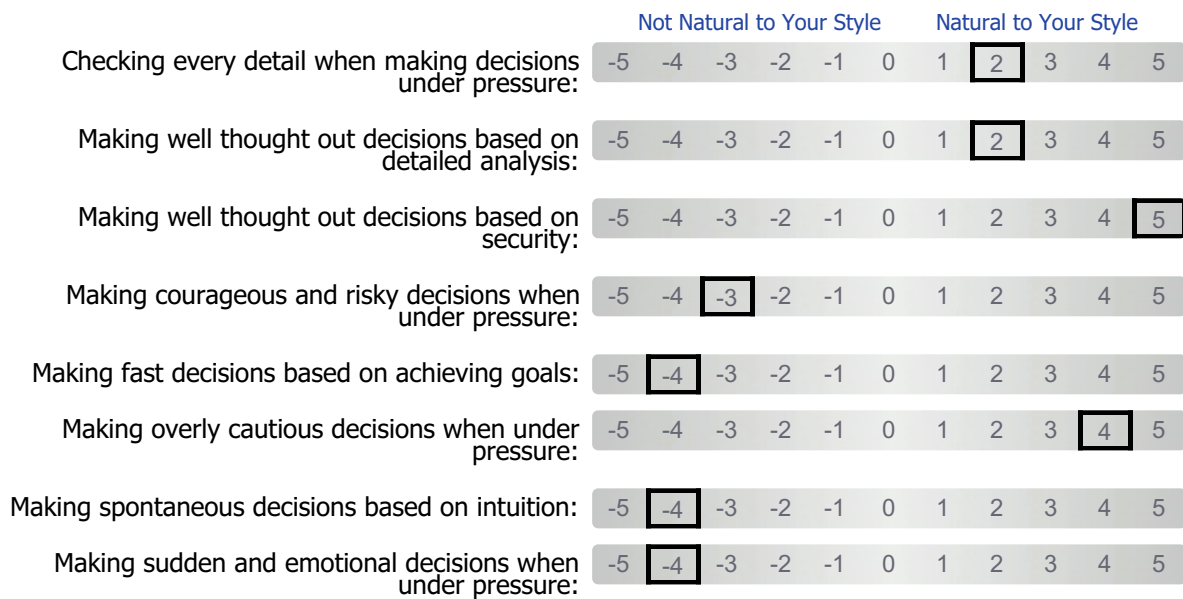 Not Natural to Your Style Natural to Your Style
Checking every detail when making decisions
under pressure:
-5 -4 -3 -2 -1 0 1 2 3 4 5
Making well thought out decisions based on
detailed analysis:
-5 -4 -3 -2 -1 0 1 2 3 4 5
Making well thought out decisions based on
security:
-5 -4 -3 -2 -1 0 1 2 3 4 5
Making courageous and risky decisions when
under pressure:
-5 -4 -3 -2 -1 0 1 2 3 4 5
Making fast decisions based on achieving goals:
-5 -4 -3 -2 -1 0 1 2 3 4 5
Making overly cautious decisions when under
pressure:
-5 -4 -3 -2 -1 0 1 2 3 4 5
Making spontaneous decisions based on intuition:
-5 -4 -3 -2 -1 0 1 2 3 4 5
Making sudden and emotional decisions when
under pressure:
-5 -4 -3 -2 -1 0 1 2 3 4 5